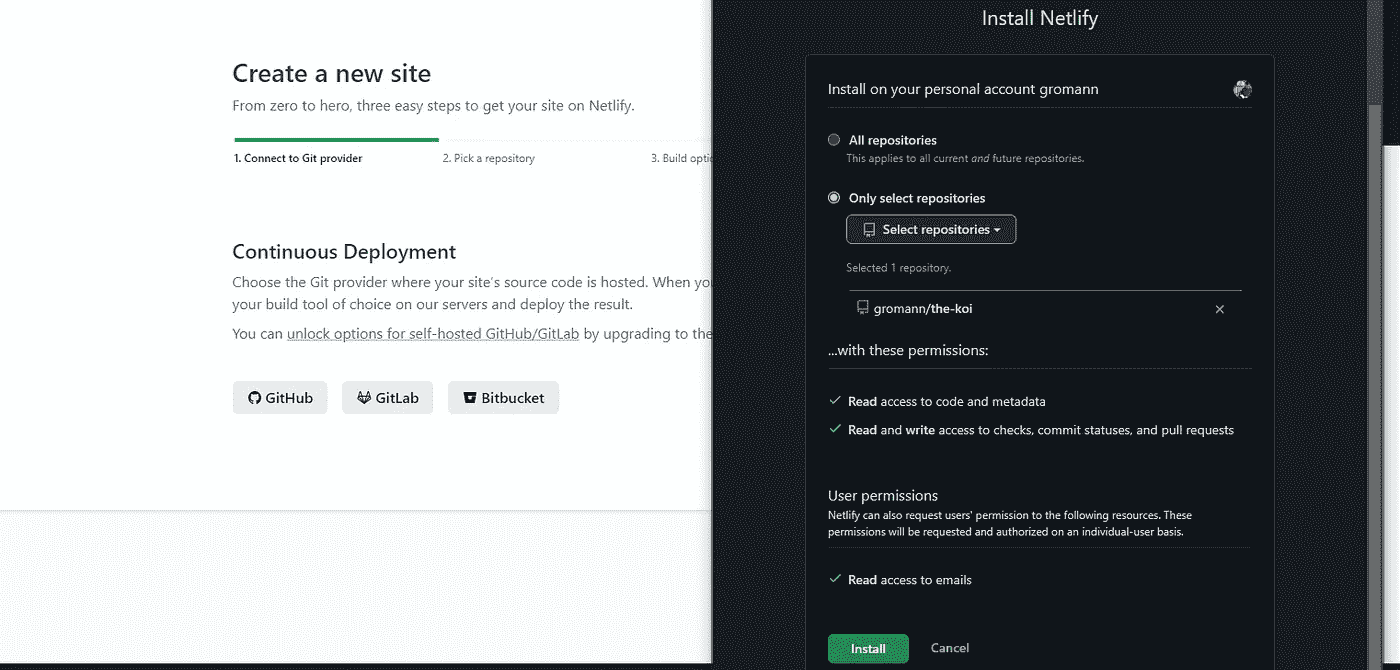 Create a new site
From zero to hero, three easy steps to get your site on Netlify.
1. Connect to Git provider
2. Pick a repository
3. Build optio
Continuous Deployment
Choose the Git provider where your site's source code is hosted. When you
your build tool of choice on our servers and deploy the result.
You can unlock options for self-hosted GitHub/GitLab by upgrading to the
GitHub
GitLab
Bitbucket
Install Netlify
Install on your personal account gromann
All repositories
This applies to all current and future repositories.
Only select repositories
Select repositories
Selected 1 repository.
gromann/the-koi
...with these permissions:
Read access to code and metadata
Read and write access to checks, commit statuses, and pull requests
User permissions
Netlify can also request users' permission to the following resources. These
permissions will be requested and authorized on an individual-user basis.
Read access to emails
Install
Cancel